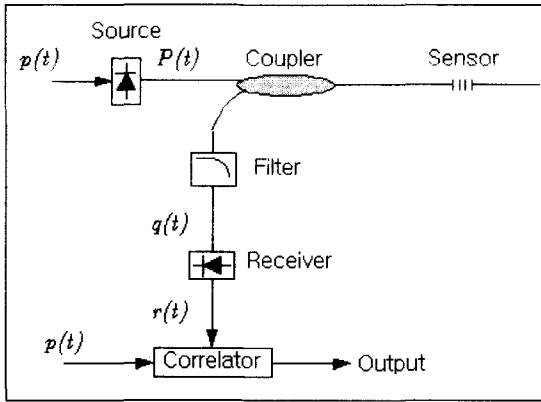 Source
p(t)
P(t)
Coupler
Sensor
Filter
q(t)
Receiver
r(t)
p(t)
Correlator
Output